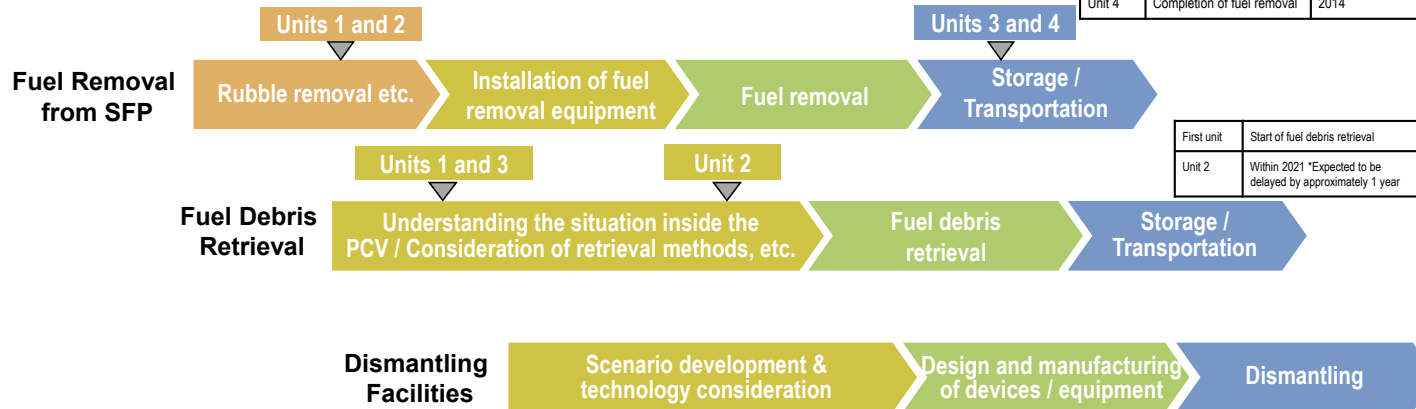 Unit 4 Completion of fuel removal 2014
Units 1 and 2
Units 3 and 4
Fuel Removal
from SFP
Rubble removal etc.
Installation of fuel
removal equipment
Fuel removal
Storage /
Transportation
First unit Start of fuel debris retrieval
Unit 2 Within 2021 *Expected to be
delayed by approximately 1 year
Units 1 and 3
Unit 2
Fuel Debris
Retrieval
Understanding the situation inside the
PCV / Consideration of retrieval methods, etc.
Fuel debris
retrieval
Storage /
Transportation
Dismantling
Facilities
Scenario development &
technology consideration
Design and manufacturing
of devices / equipment
Dismantling